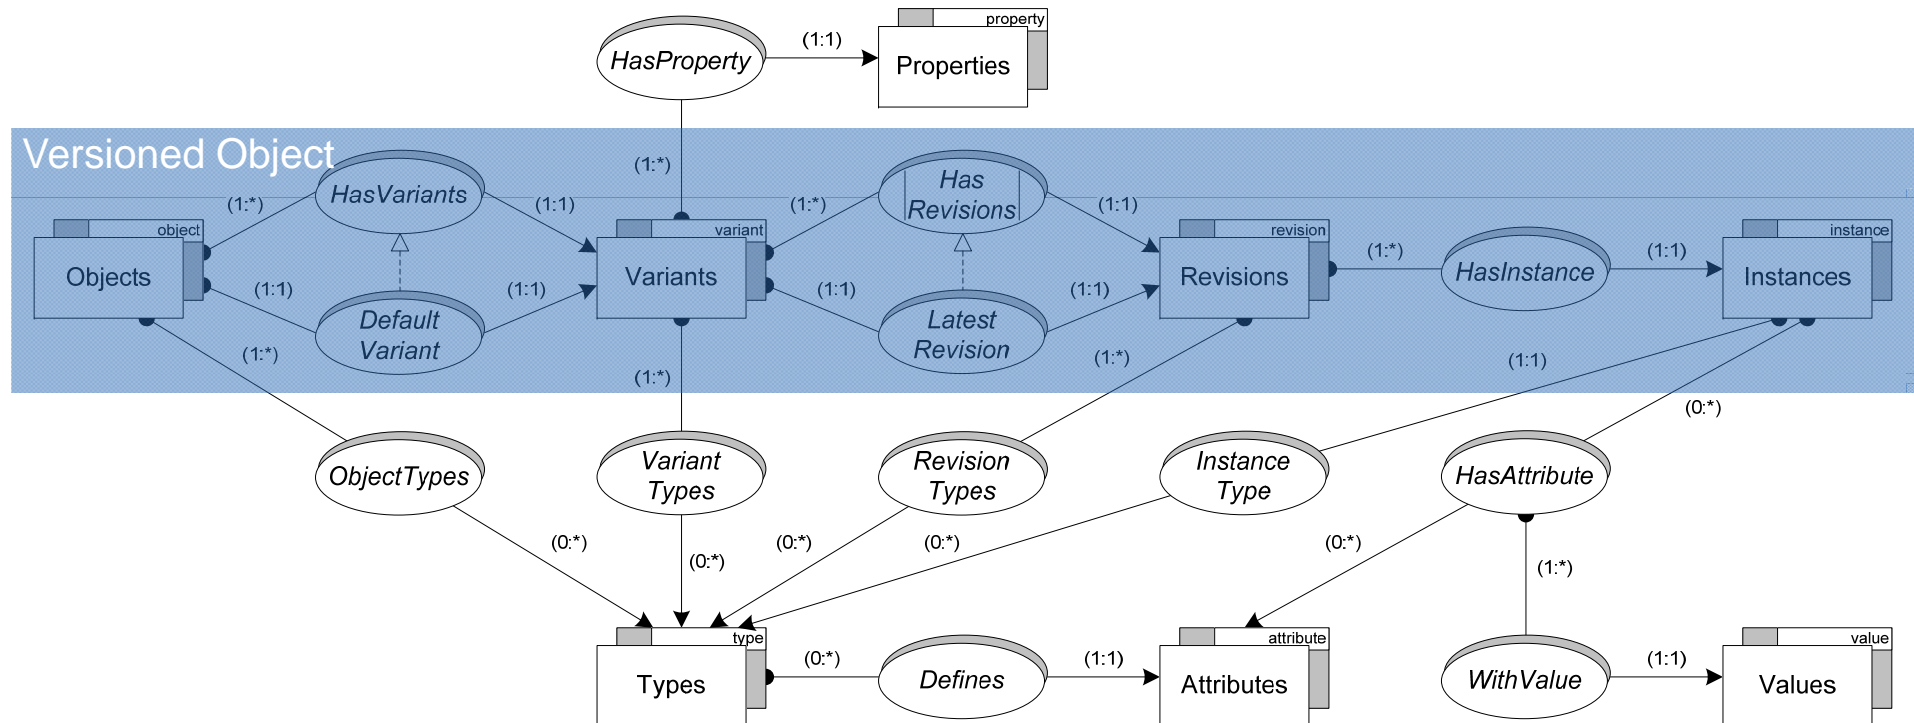 property
HasProperty
(1:1)
Properties
Versioned Object
(1:*)
HasVariants
(1:*)
(1:1)
Has
Revisions
(1:*)
(1:1)
object
Objects
variant
Variants
revision
Revisions
(1:*)
HasInstance
(1:1)
instance
Instances
(1:1)
Default
Variant
(1:1)
(1:1)
Latest
Revision
(1:1)
(1:*)
(1:*)
(1:*)
(1:1)
(0:*)
ObjectTypes
Variant
Types
Revision
Types
Instance
Type
HasAttribute
(0:*)
(0:*)
(0:*)
(0:*)
(0:*)
(1:*)
type
Types
(0:*)
Defines
(1:1)
attribute
Attributes
WithValue
(1:1)
value
Values